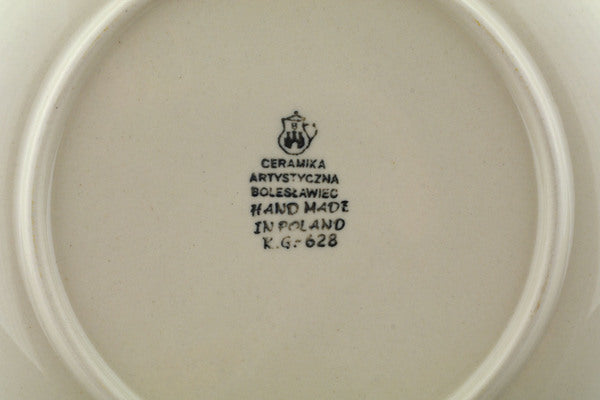 CERAMIKA
ARTYSTYCZNA
BOLESŁAWIEC
HAND MADE
IN POLAND
K.G.-628